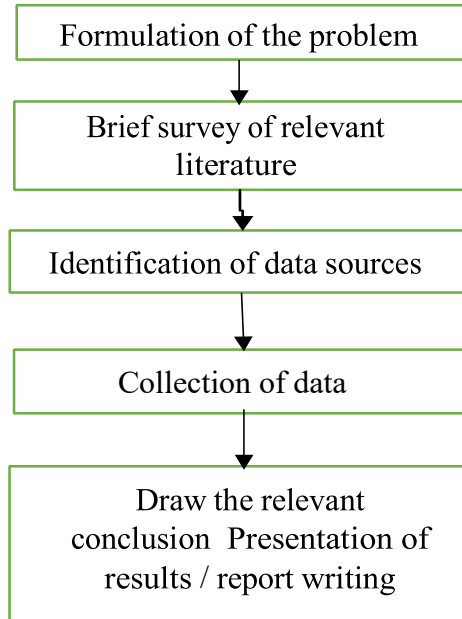 Formulation of the problem
Brief survey of relevant
literature
Identification of data sources
Collection of data
Draw the relevant
conclusion  Presentation of
results / report writing